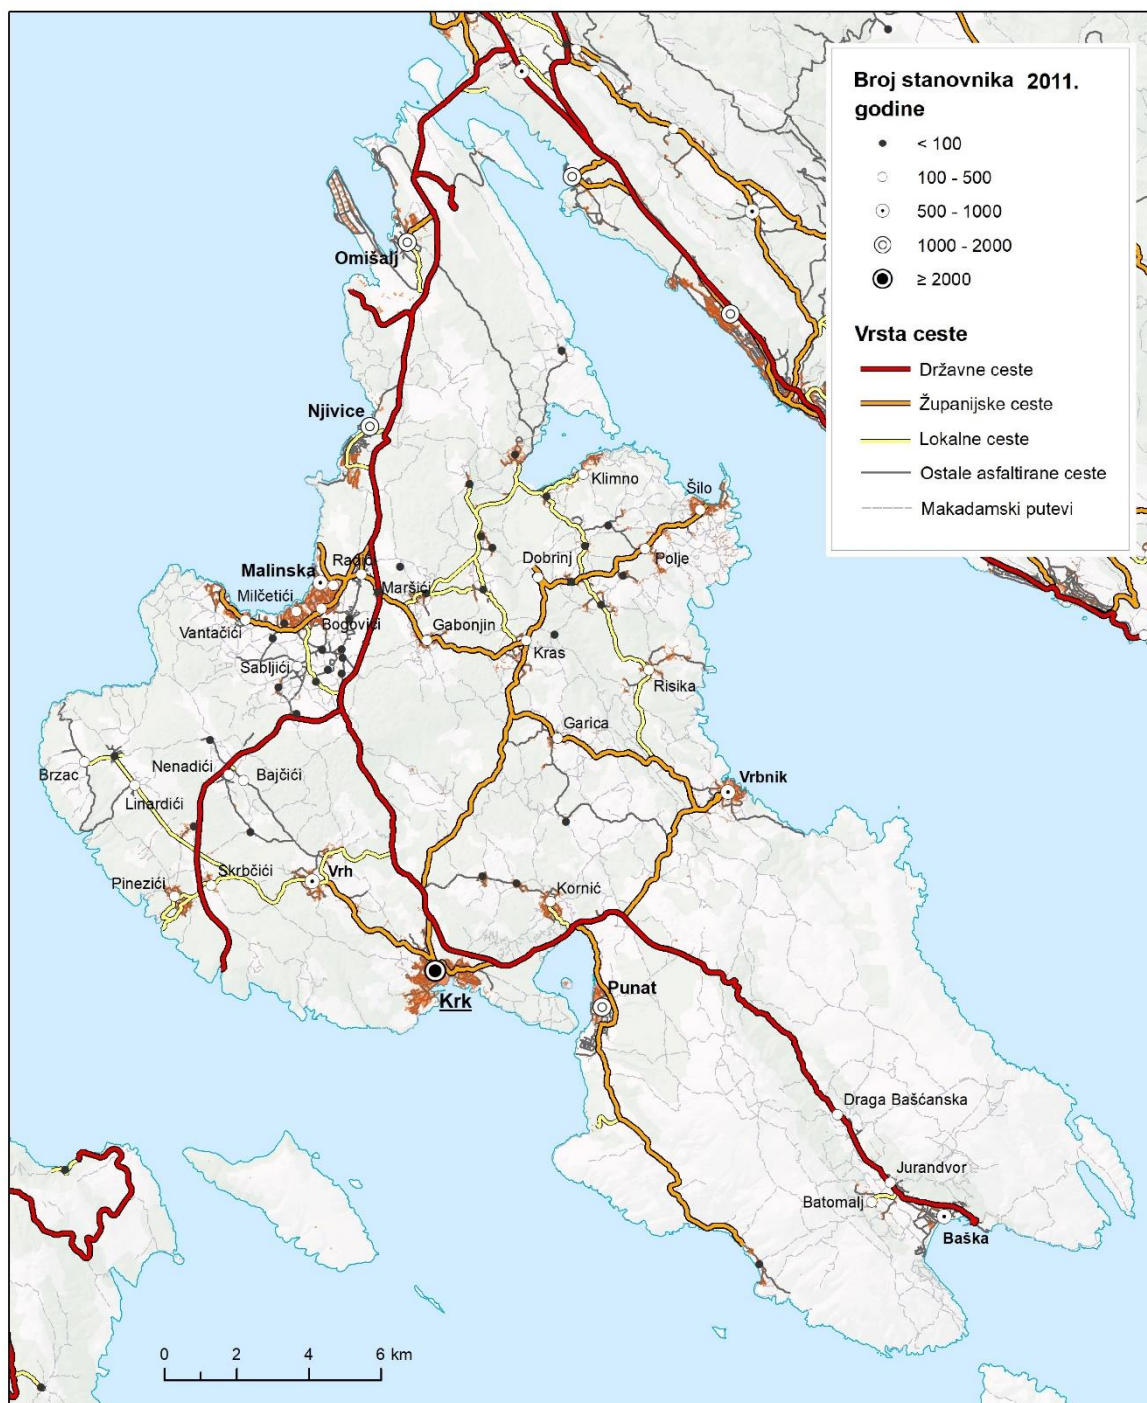 Broj stanovnika 2011.
godine
< 100
100 - 500
500 - 1000
1000 - 2000
≥ 2000
Vrsta ceste
Državne ceste
Županijske ceste
Lokalne ceste
Ostale asfaltirane ceste
Makadamski putevi
Omišalj
Njivice
Klimno
Šilo
Radići
Dobrinj
Polje
Malinska
Maršići
Milčetići
Bogovići
Vantačići
Gabonjin
Kras
Sabljići
Risika
Garica
Brzac
Nenadići
Bajčići
Vrbnik
Linardići
Skrbčići
Vrh
Pinezići
Kornić
Krk
Punat
Draga Bašćanska
Jurandvor
Batomalj
Baška
0 2 4 6 km